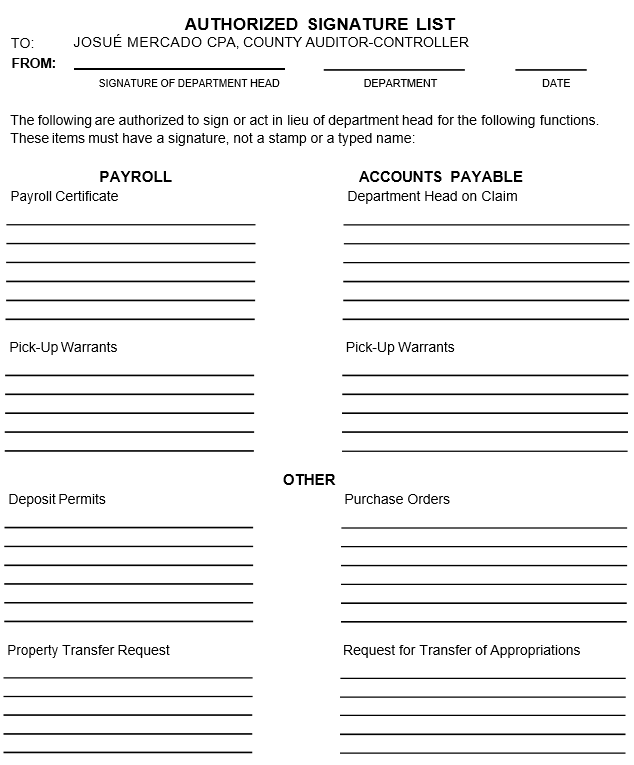 AUTHORIZED SIGNATURE LIST
TO: JOSUÉ MERCADO CPA, COUNTY AUDITOR-CONTROLLER
FROM:
SIGNATURE OF DEPARTMENT HEAD DEPARTMENT DATE
The following are authorized to sign or act in lieu of department head for the following functions.
These items must have a signature, not a stamp or a typed name:
PAYROLL ACCOUNTS PAYABLE
Payroll Certificate Department Head on Claim
Pick-Up Warrants Pick-Up Warrants
OTHER
Deposit Permits Purchase Orders
Property Transfer Request Request for Transfer of Appropriations